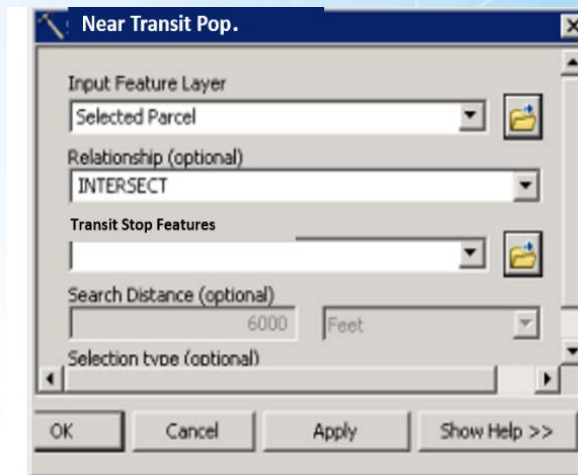 Near Transit Pop.
Input Feature Layer
Selected Parcel
Relationship (optional)
INTERSECT
Transit Stop Features
Search Distance (optional)
6000 Feet
Selection type (optional)
OK Cancel Apply Show Help >>